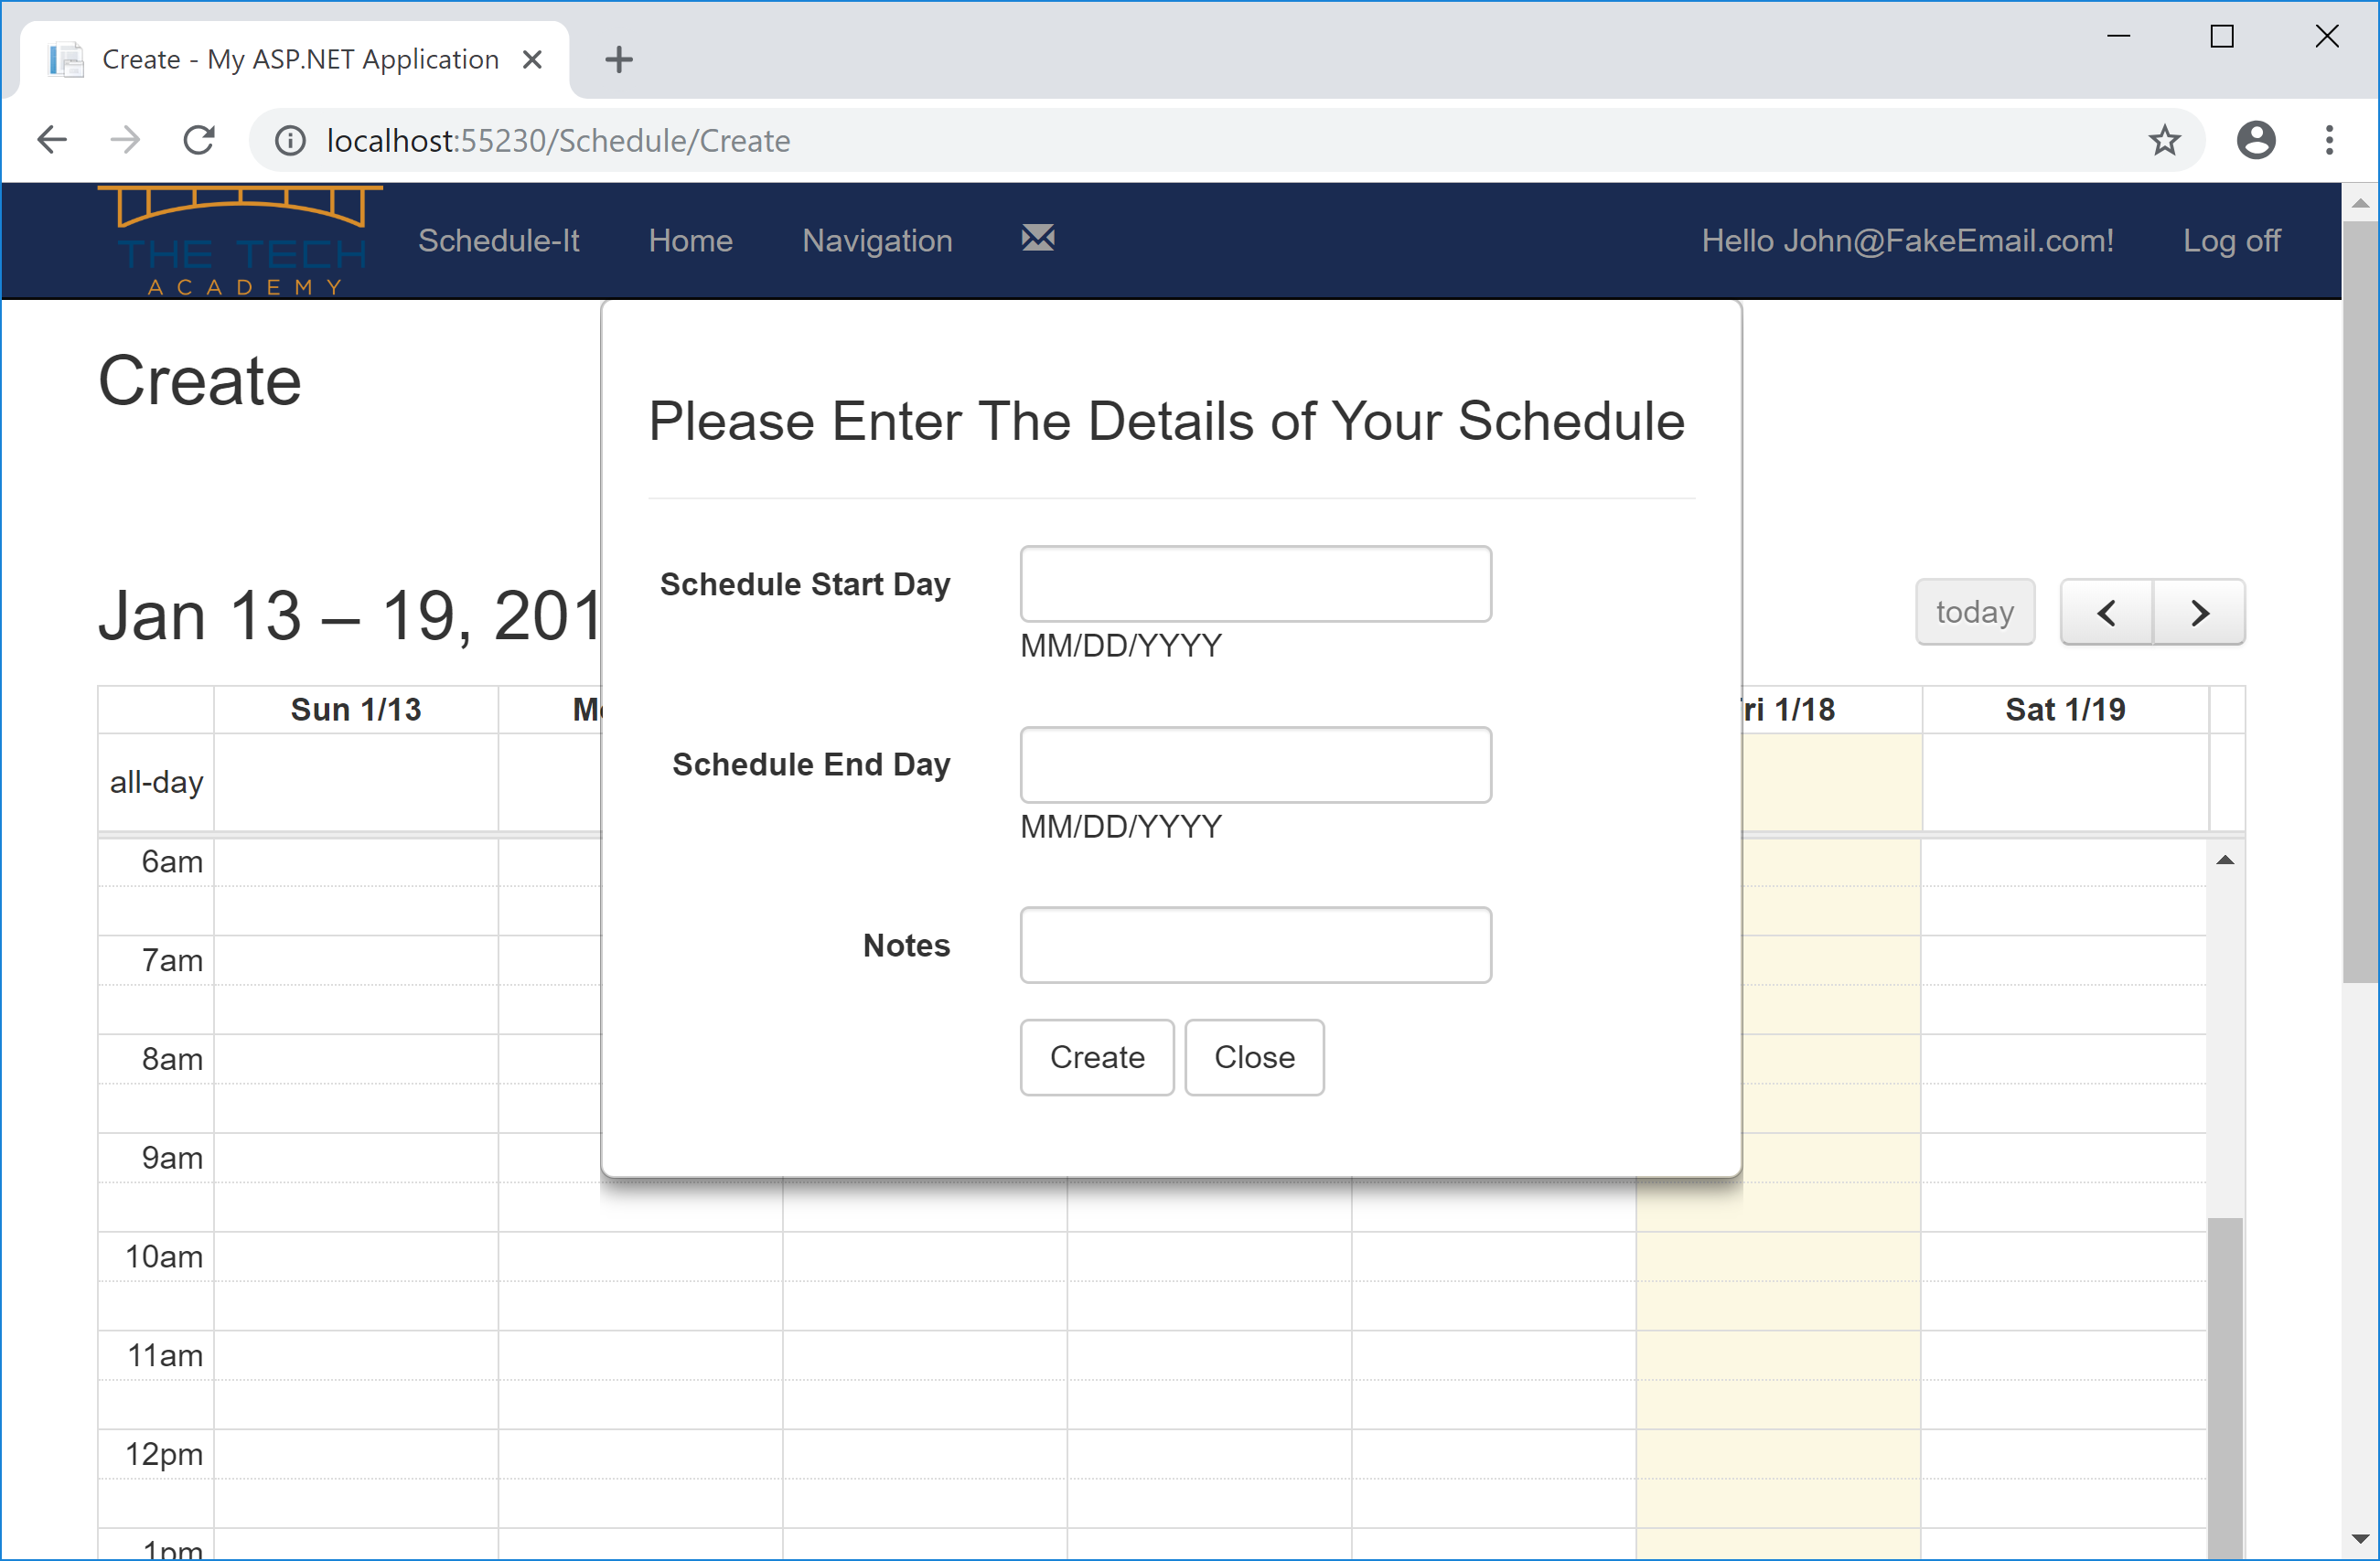 Create - My ASP.NET Application
localhost:55230/Schedule/Create
THE TECH
ACADEMY
Schedule-It Home Navigation Hello John@FakeEmail.com! Log off
Create
Please Enter The Details of Your Schedule
Schedule Start Day
MM/DD/YYYY
Schedule End Day
MM/DD/YYYY
Notes
Create Close
Jan 13 – 19, 201
today
Sun 1/13 Mo ri 1/18 Sat 1/19
all-day
6am
7am
8am
9am
10am
11am
12pm
1pm